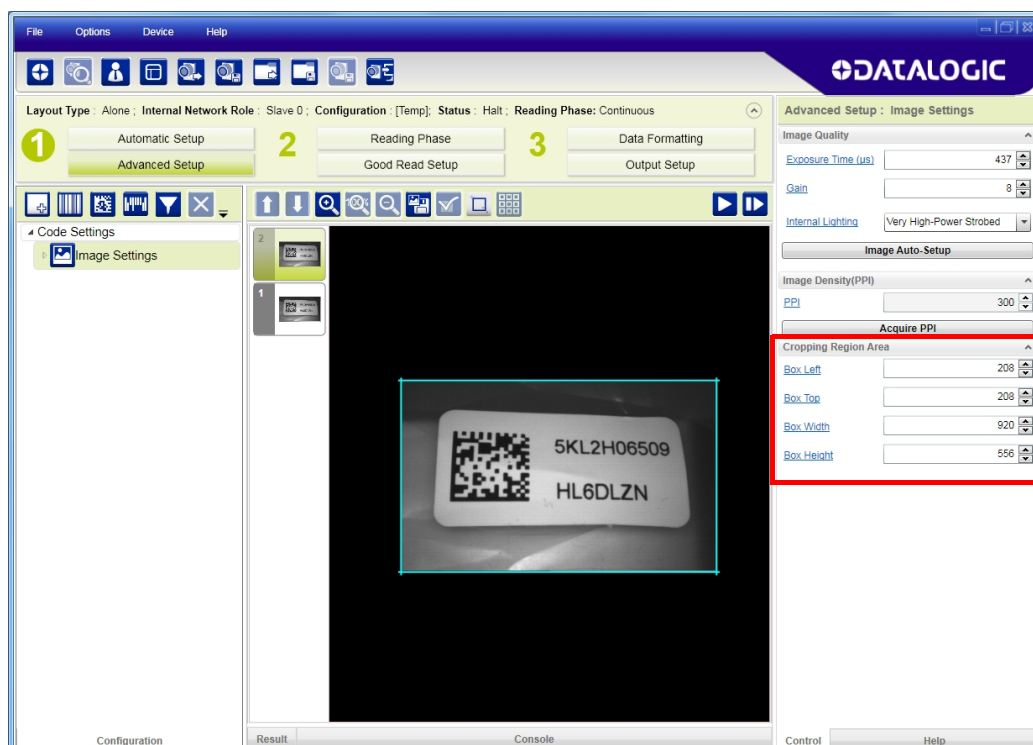 File Options Device Help
DATALOGIC
Layout Type : Alone ; Internal Network Role : Slave 0 ; Configuration : [Temp]; Status : Halt ; Reading Phase: Continuous
1 Automatic Setup 2 Reading Phase 3 Data Formatting
Advanced Setup Good Read Setup Output Setup
Code Settings
Image Settings
2
1
5KL2H06509
HL6DLZN
Configuration
Result Console
Advanced Setup : Image Settings
Image Quality
Exposure Time (µs) 437
Gain 8
Internal Lighting Very High-Power Strobed
Image Auto-Setup
Image Density(PPI)
PPI 300
Acquire PPI
Cropping Region Area
Box Left 208
Box Top 208
Box Width 920
Box Height 556
Control Help